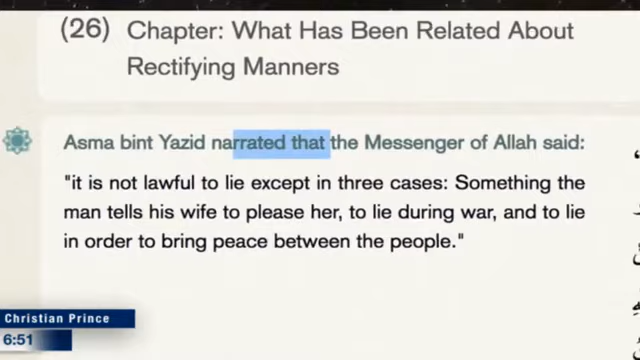 (26) Chapter: What Has Been Related About
Rectifying Manners
Asma bint Yazid narrated that the Messenger of Allah said:
"it is not lawful to lie except in three cases: Something the
man tells his wife to please her, to lie during war, and to lie
in order to bring peace between the people."
Christian Prince
6:51